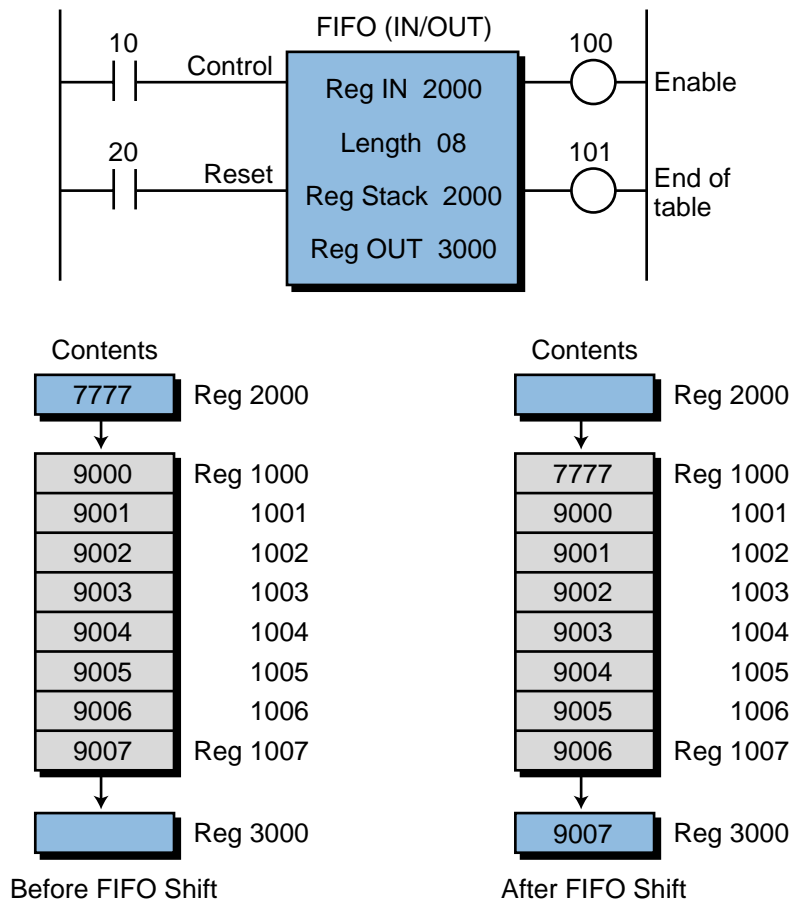 FIFO (IN/OUT)
10
Control
Reg IN 2000
100
Enable
Length 08
20
Reset
Reg Stack 2000
101
End of
table
Reg OUT 3000
Contents
7777 Reg 2000
9000 Reg 1000
9001 1001
9002 1002
9003 1003
9004 1004
9005 1005
9006 1006
9007 Reg 1007
Reg 3000
Before FIFO Shift
Contents
Reg 2000
7777 Reg 1000
9000 1001
9001 1002
9002 1003
9003 1004
9004 1005
9005 1006
9006 Reg 1007
9007 Reg 3000
After FIFO Shift